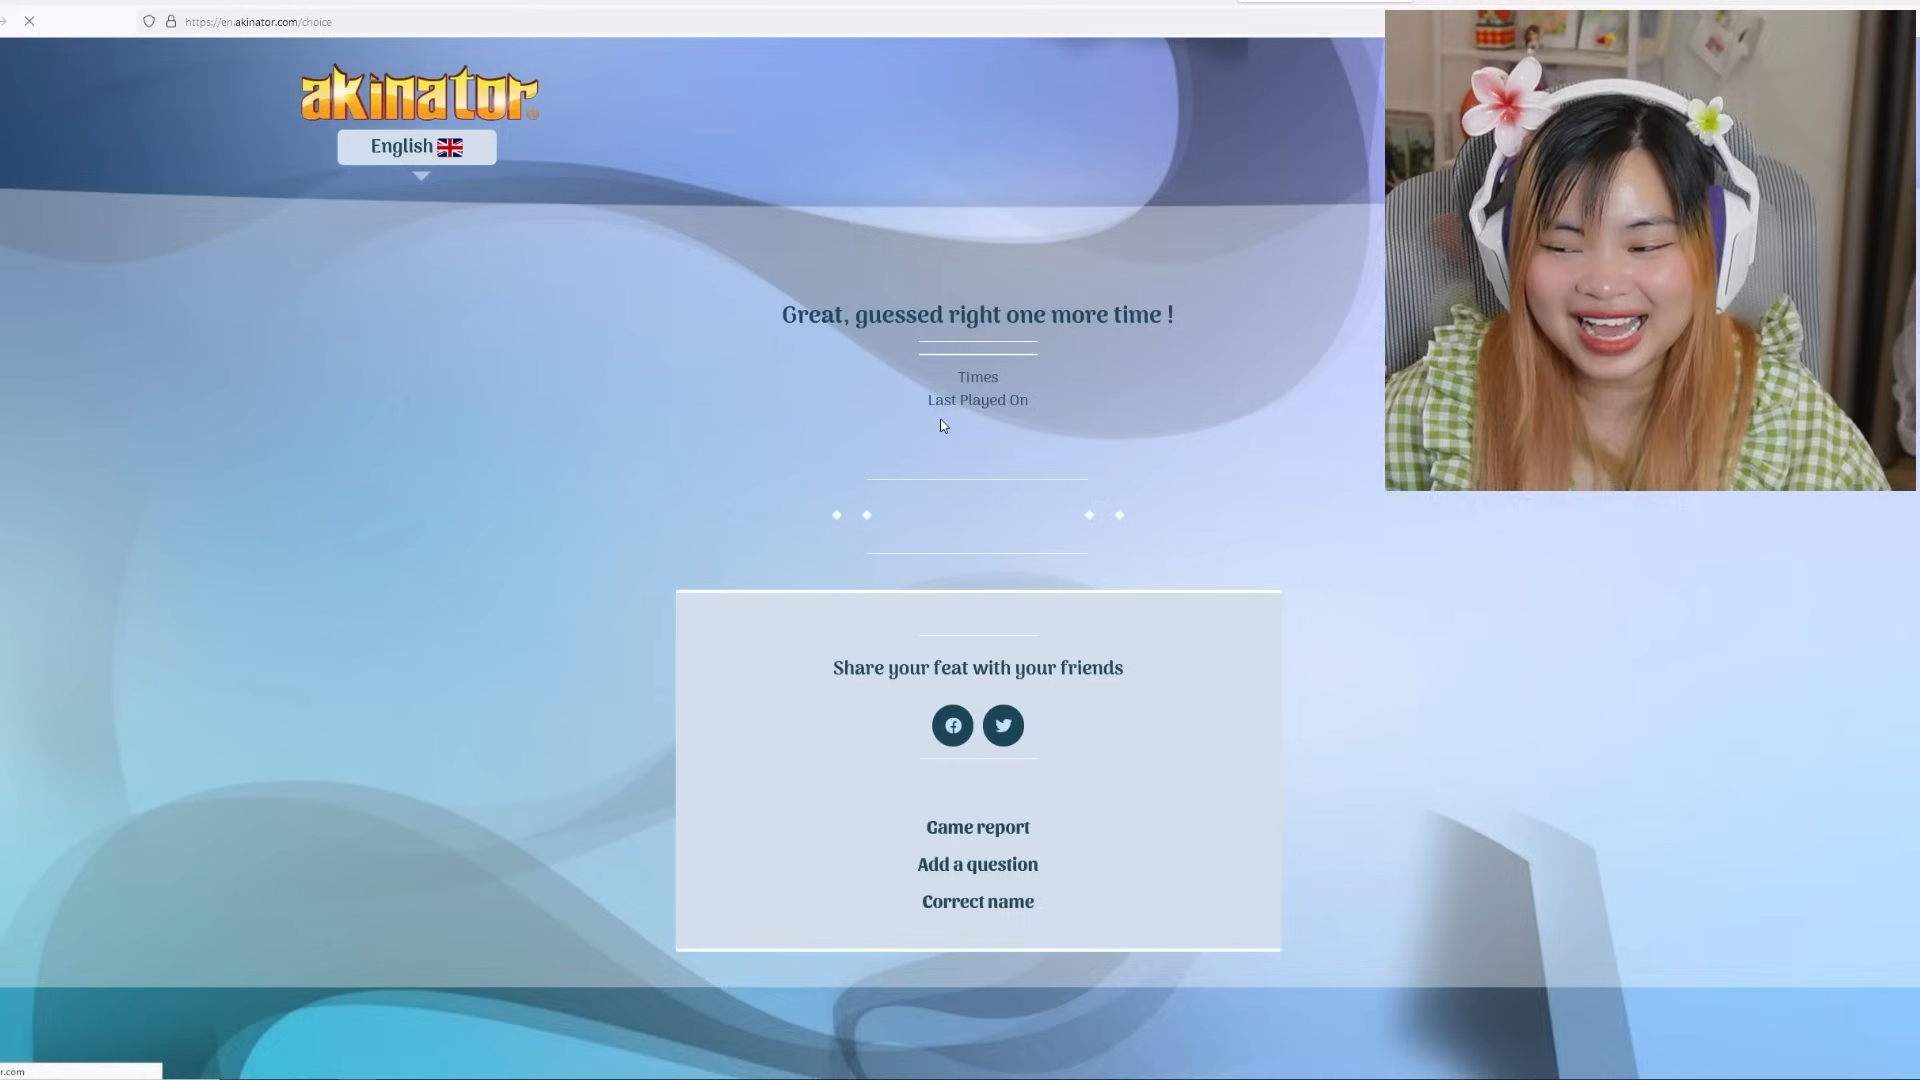 https://en.akinator.com/choice
akinator
English
Great, guessed right one more time !
Times
Last Played On
Share your feat with your friends
Game report
Add a question
Correct name
r.com